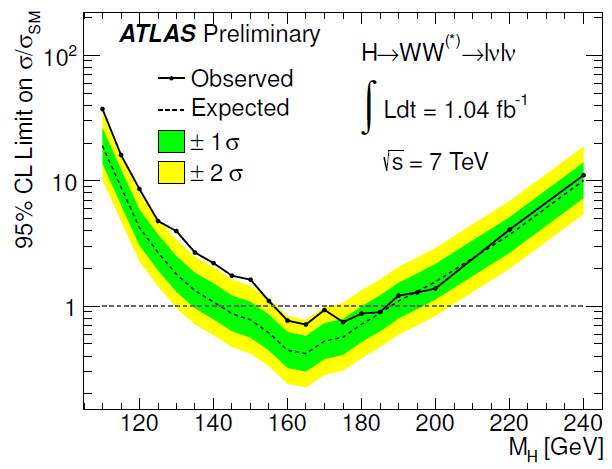 ATLAS Preliminary
H→WW(*)→lνlν
Observed
Expected
± 1σ
± 2 σ
∫ Ldt = 1.04 fb-1
√s = 7 TeV
95% CL Limit on σ/σSM
10²
10
1
120 140 160 180 200 220 240
MH [GeV]